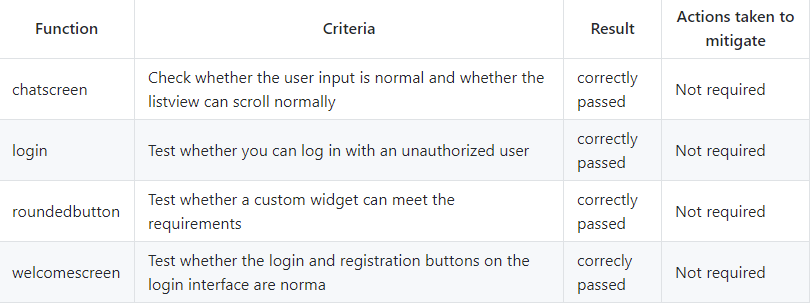 Function Criteria Result Actions taken to mitigate
chatscreen Check whether the user input is normal and whether the listview can scroll normally correctly passed Not required
login Test whether you can log in with an unauthorized user correctly passed Not required
roundedbutton Test whether a custom widget can meet the requirements correctly passed Not required
welcomescreen Test whether the login and registration buttons on the login interface are norma correcly passed Not required